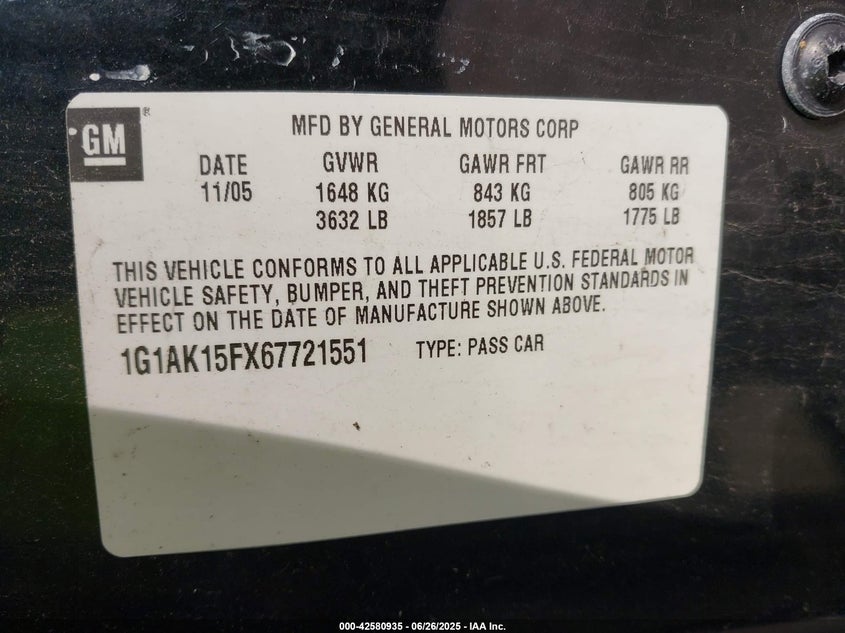 GM
®
MFD BY GENERAL MOTORS CORP
DATE GVWR GAWR FRT GAWR RR
11/05 1648 KG 843 KG 805 KG
3632 LB 1857 LB 1775 LB
THIS VEHICLE CONFORMS TO ALL APPLICABLE U.S. FEDERAL MOTOR
VEHICLE SAFETY, BUMPER, AND THEFT PREVENTION STANDARDS IN
EFFECT ON THE DATE OF MANUFACTURE SHOWN ABOVE.
1G1AK15FX67721551 TYPE: PASS CAR
000-42580935 - 06/26/2025 - IAA Inc.